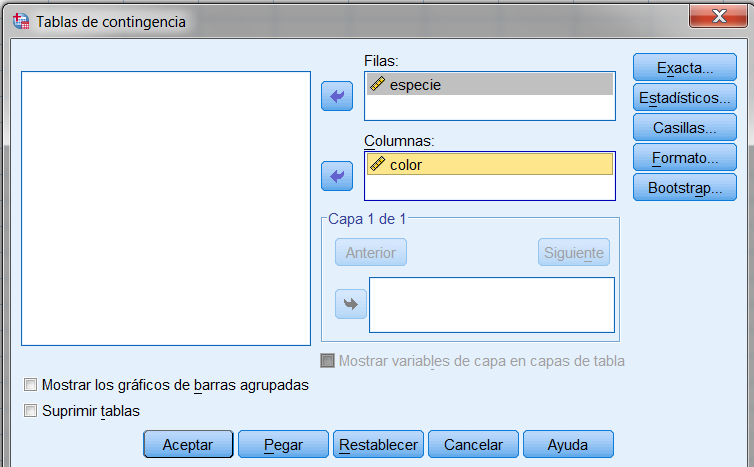 Tablas de contingencia
Filas:
especie
Columnas:
color
Capa 1 de 1
Anterior
Siguiente
Mostrar variables de capa en capas de tabla
Exacta...
Estadísticos...
Casillas...
Formato...
Bootstrap...
Mostrar los gráficos de barras agrupadas
Suprimir tablas
Aceptar
Pegar
Restablecer
Cancelar
Ayuda